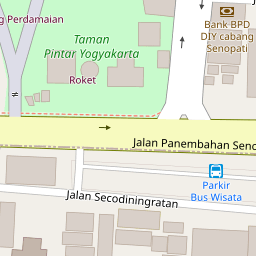 g Perdamaian
Taman
Pintar Yogyakarta
Roket
Bank BPD
DIY cabang
Senopati
Jalan Panembahan Seno
Parkir
Bus Wisata
Jalan Secodiningratan